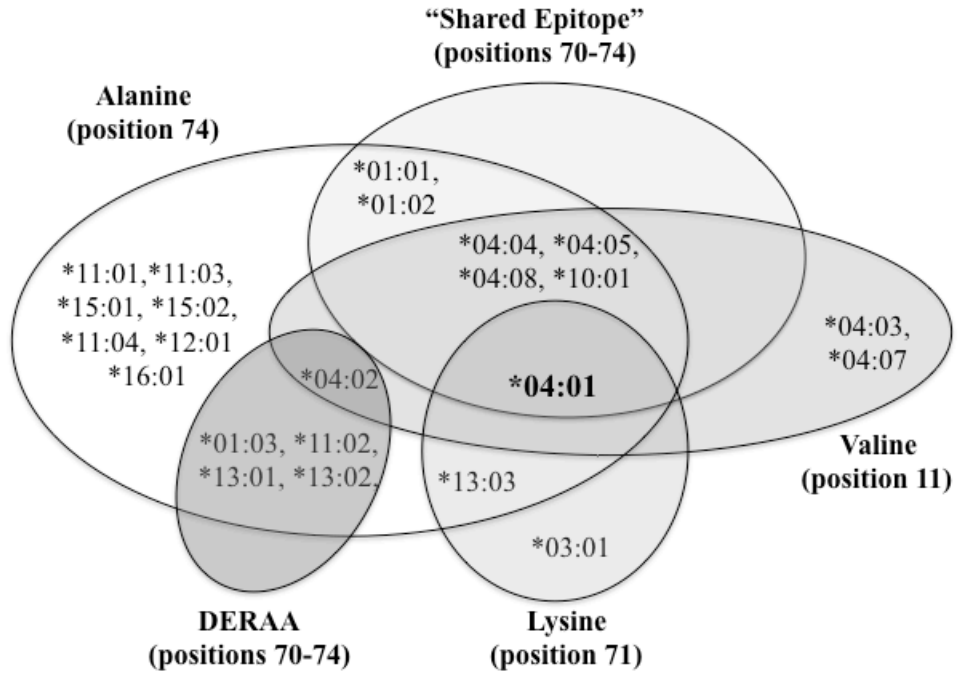 “Shared Epitope”
(positions 70-74)
Alanine
(position 74)
*01:01,
*01:02
*04:04, *04:05,
*04:08, *10:01
*11:01,*11:03,
*15:01, *15:02,
*11:04, *12:01
*16:01
*04:03,
*04:07
*04:02
*04:01
*01:03, *11:02,
*13:01, *13:02,
*13:03
*03:01
Valine
(position 11)
DERAA
(positions 70-74)
Lysine
(position 71)